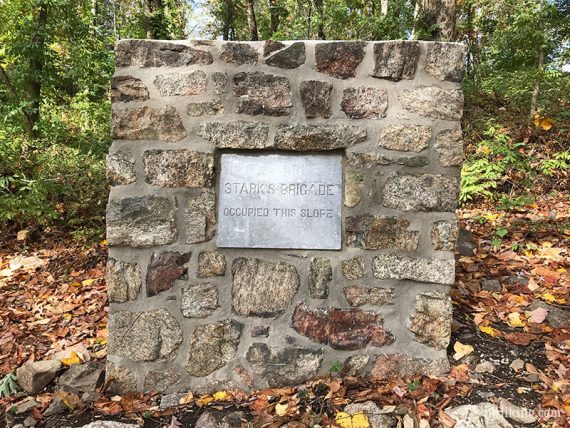 STARK'S BRIGADE
OCCUPIED THIS SLOPE